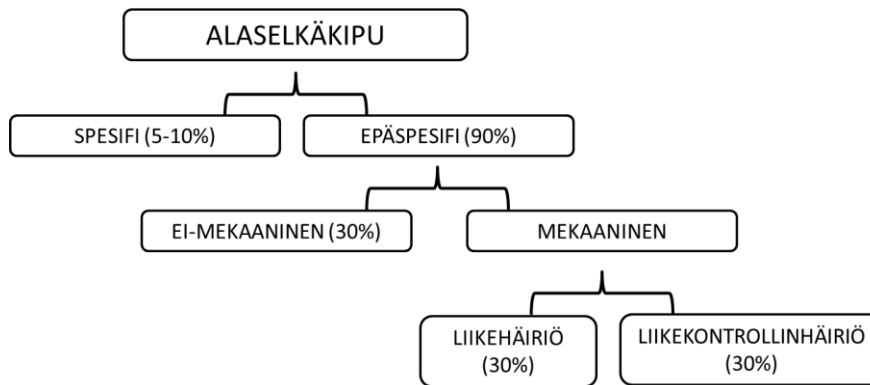 ALASELKÄKIPU
SPESIFI (5-10%)
EPÄSPESIFI (90%)
EI-MEKAANINEN (30%)
MEKAANINEN
LIIKEHÄIRIÖ
(30%)
LIIKEKONTROLLINHÄIRIÖ
(30%)